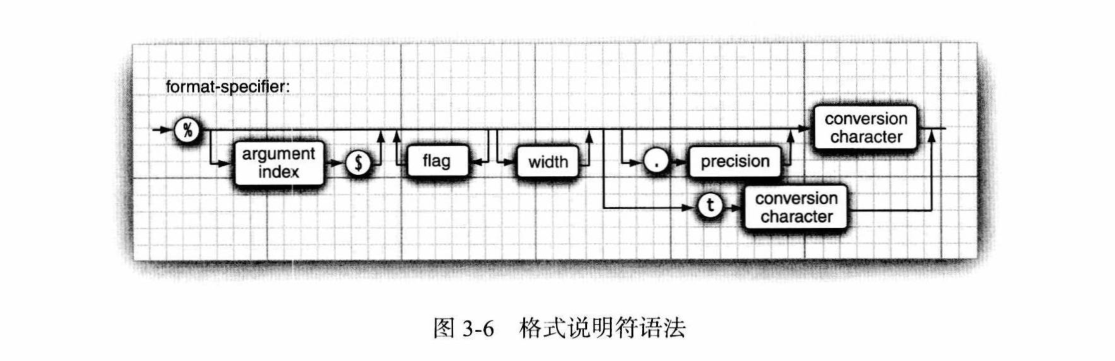 format-specifier:
%
argument
index
$
flag
width
.
precision
conversion
character
t
conversion
character
图 3-6 格式说明符语法